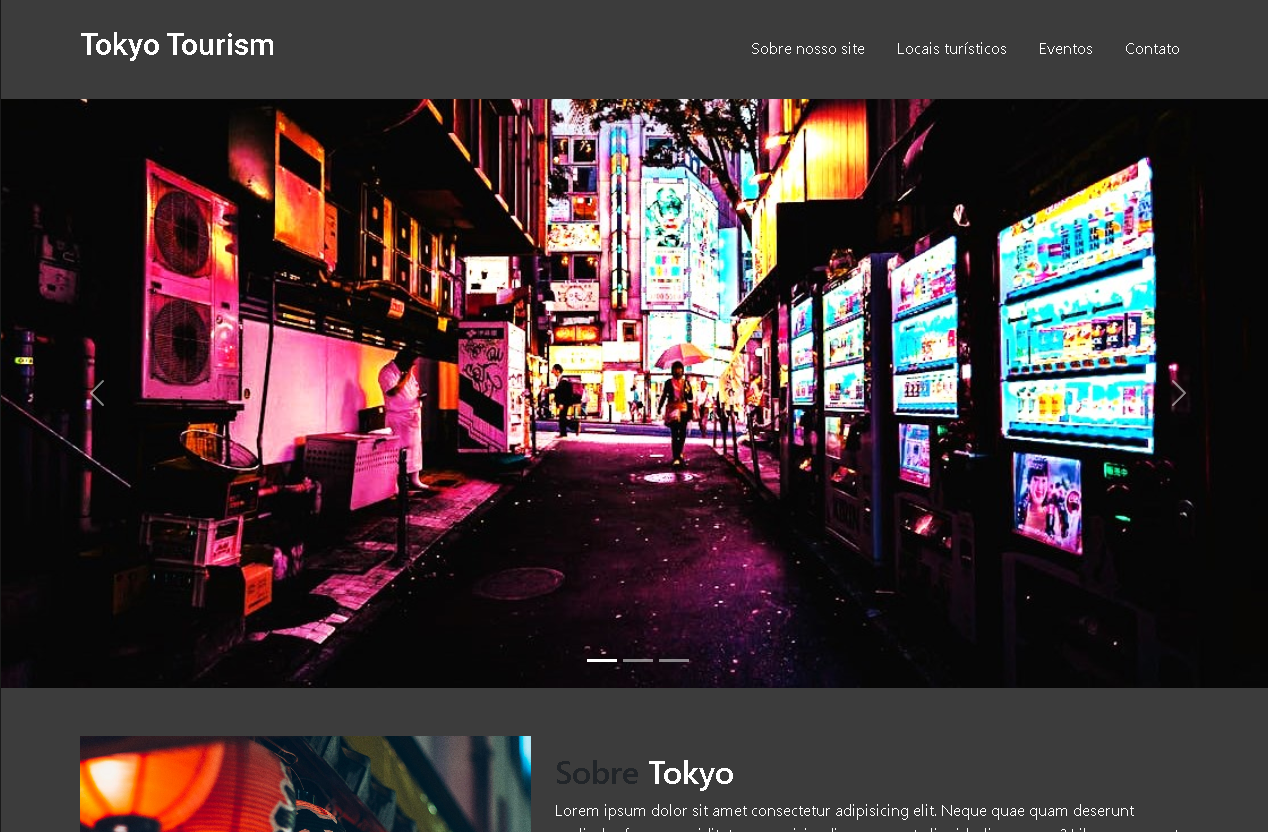 Tokyo Tourism
Sobre nosso site
Locais turísticos
Eventos
Contato
Sobre Tokyo
Lorem ipsum dolor sit amet consectetur adipisicing elit. Neque quae quam deserunt